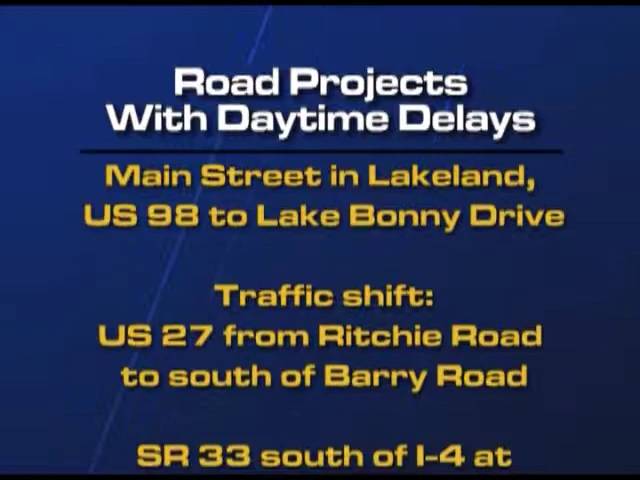 Road Projects
With Daytime Delays
Main Street in Lakeland,
US 98 to Lake Bonny Drive
Traffic shift:
US 27 from Ritchie Road
to south of Barry Road
SR 33 south of I-4 at